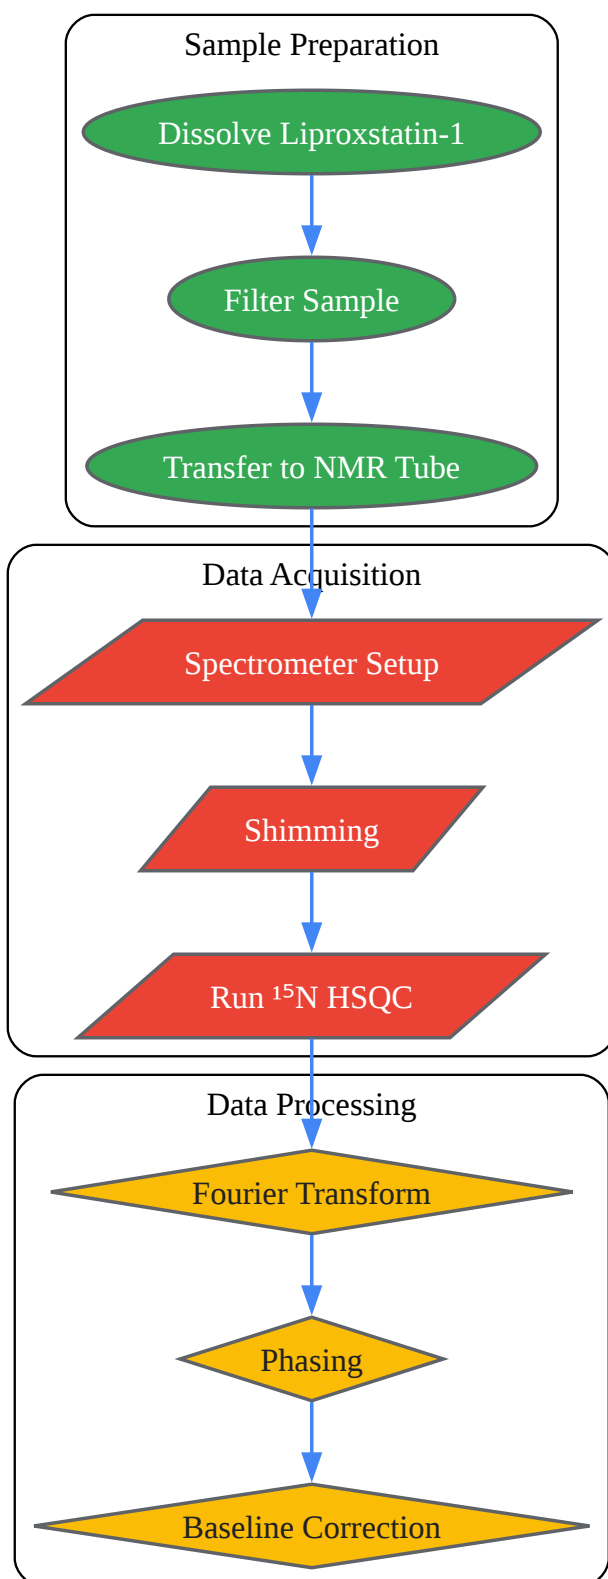 Sample Preparation
Dissolve Liproxstatin-1
Filter Sample
Transfer to NMR Tube
Data Acquisition
Spectrometer Setup
Shimming
Run ¹⁵N HSQC
Data Processing
Fourier Transform
Phasing
Baseline Correction